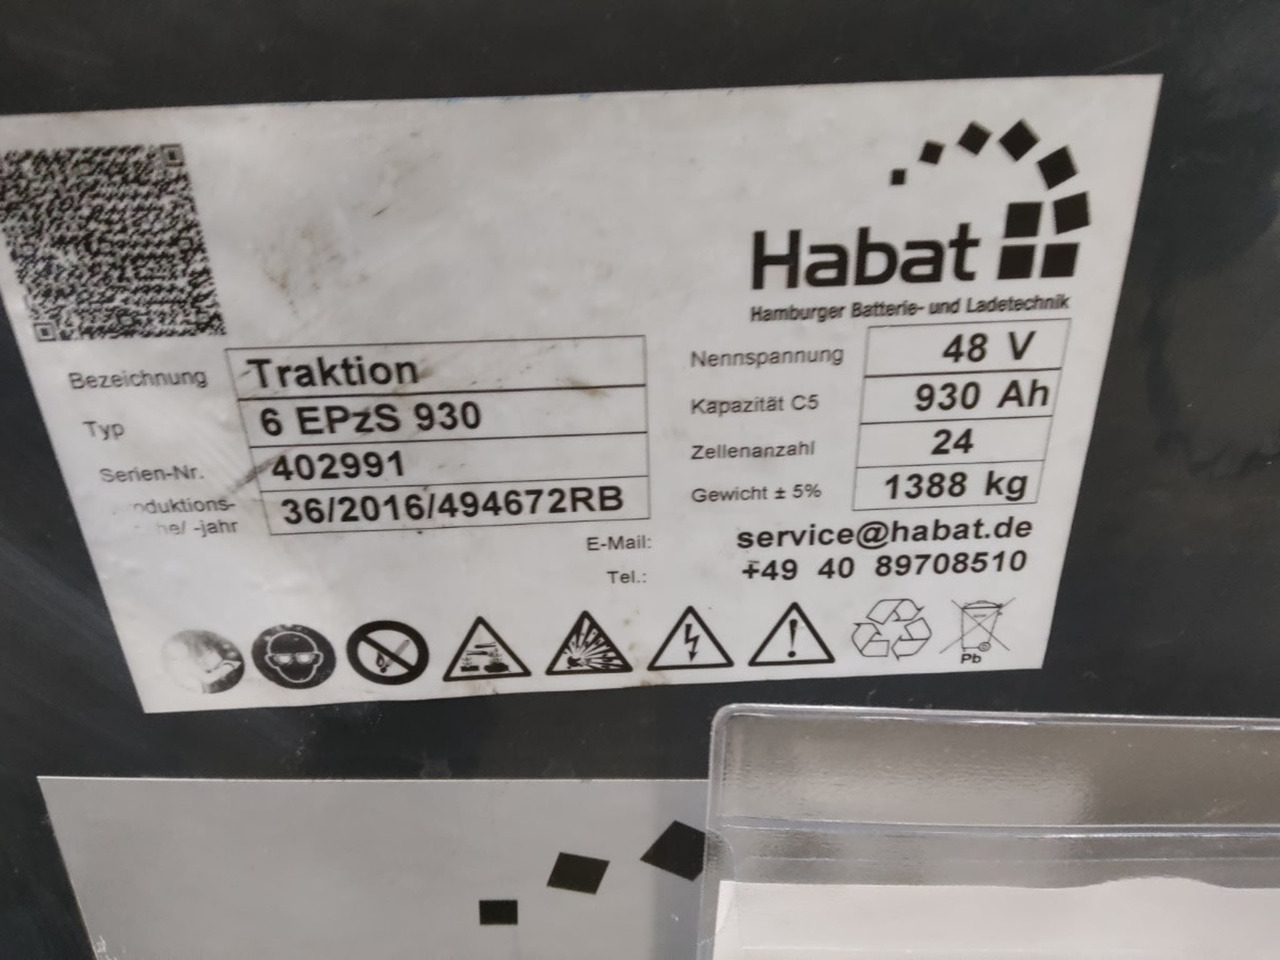 Habat
Hamburger Batterie- und Ladetechnik
Bezeichnung Traktion
Typ 6 EPzS 930
Serien-Nr. 402991
-jahr 36/2016/494672RB
Nennspannung 48 V
Kapazität C5 930 Ah
Zellenanzahl 24
Gewicht ± 5% 1388 kg
E-Mail: service@habat.de
Tel.: +49 40 89708510
Pb